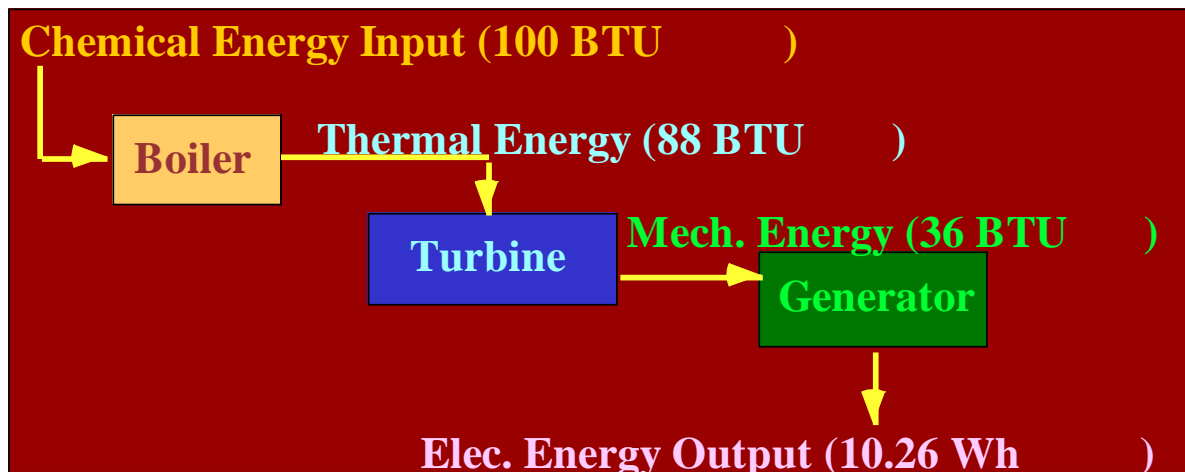 Chemical Energy Input (100 BTU )
Thermal Energy (88 BTU )
Boiler
Mech. Energy (36 BTU )
Turbine
Generator
Elec. Energy Output (10.26 Wh )